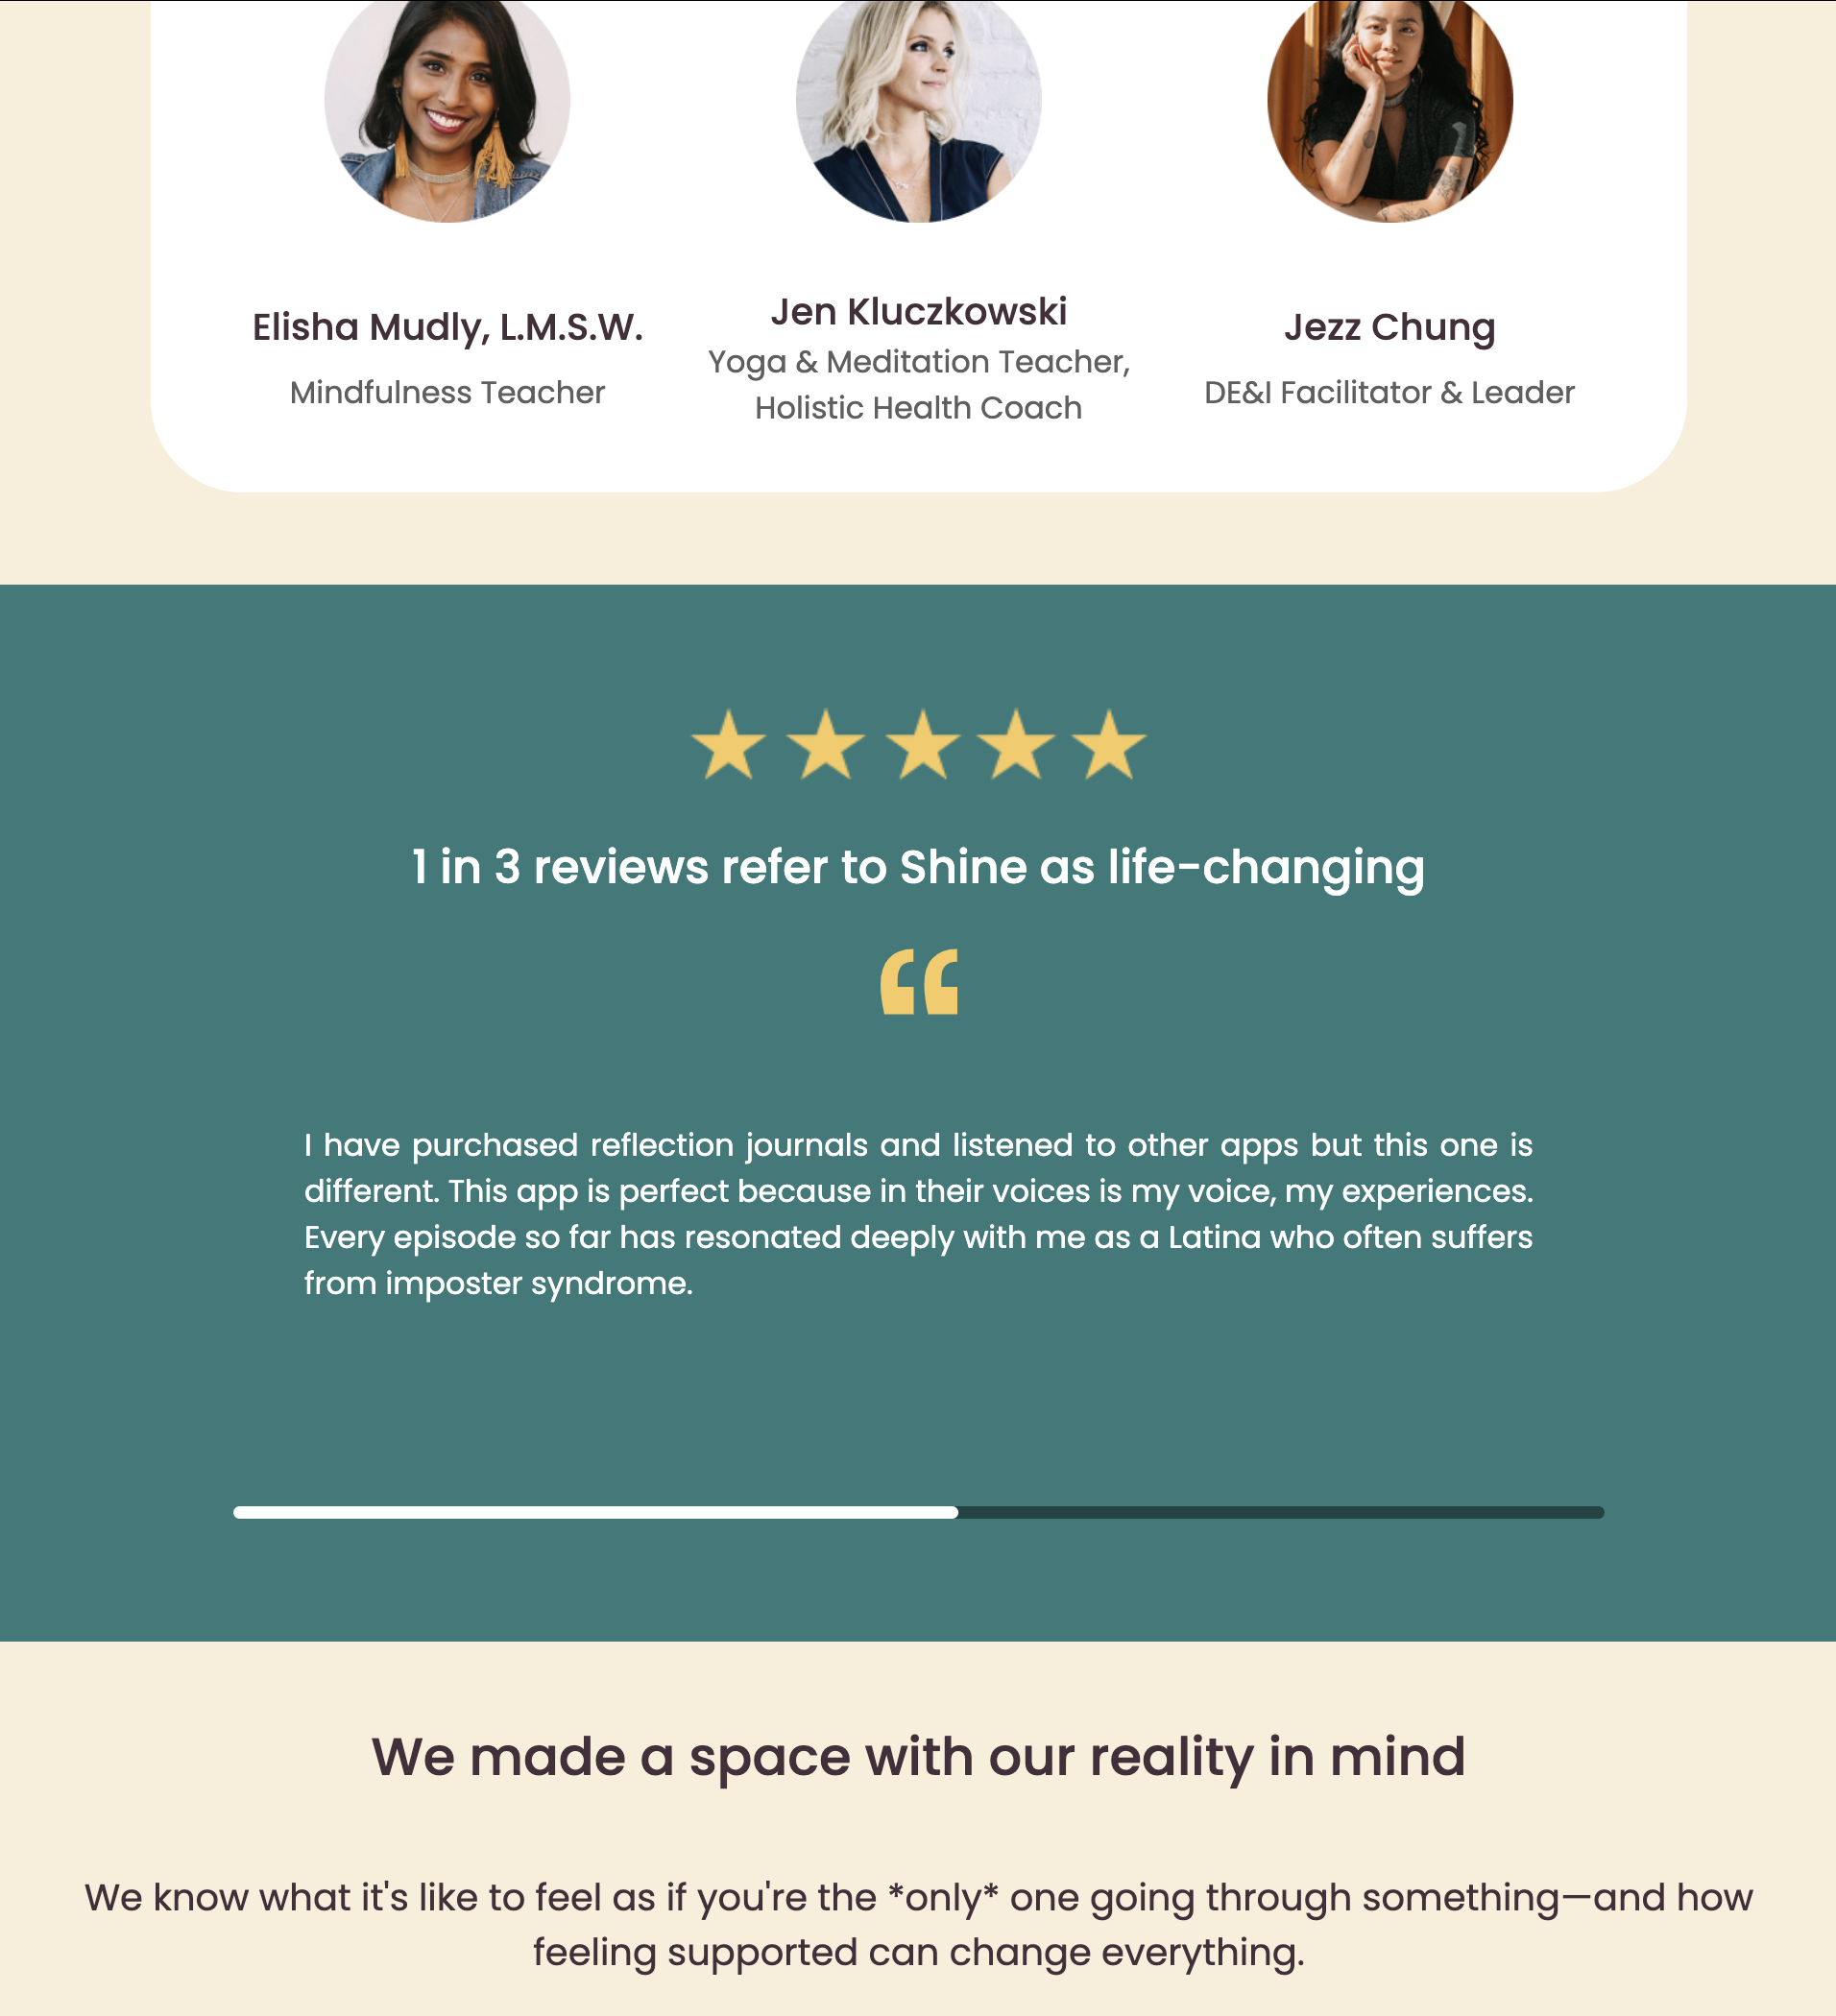 Elisha Mudly, L.M.S.W.
Mindfulness Teacher
Jen Kluczkowski
Yoga & Meditation Teacher,
Holistic Health Coach
Jezz Chung
DE&I Facilitator & Leader
1 in 3 reviews refer to Shine as life-changing
“
I have purchased reflection journals and listened to other apps but this one is
different. This app is perfect because in their voices is my voice, my experiences.
Every episode so far has resonated deeply with me as a Latina who often suffers
from imposter syndrome.
We made a space with our reality in mind
We know what it's like to feel as if you're the *only* one going through something—and how
feeling supported can change everything.